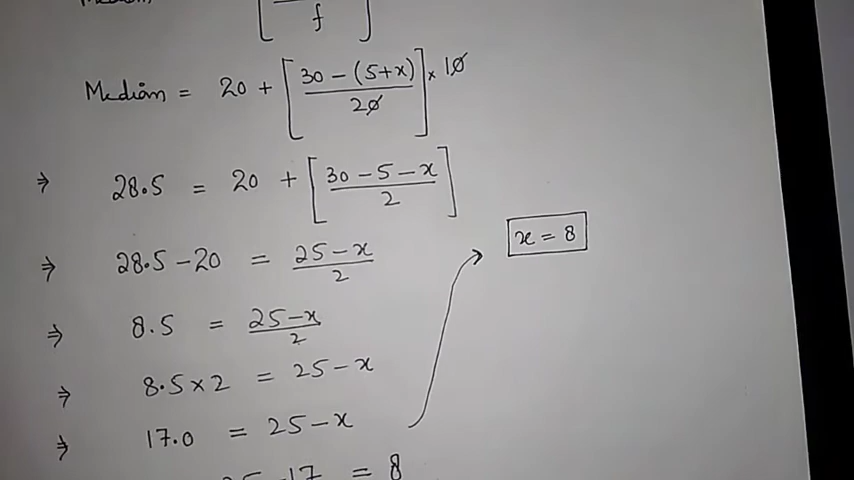 f
Median = 20 + [ 30 - (5+x) / 20 ] × 10
⇒ 28.5 = 20 + [ 30 - 5 - x / 2 ]
⇒ 28.5 - 20 = 25 - x / 2
x = 8
⇒ 8.5 = 25 - x / 2
⇒ 8.5 × 2 = 25 - x
⇒ 17.0 = 25 - x
17 = 8